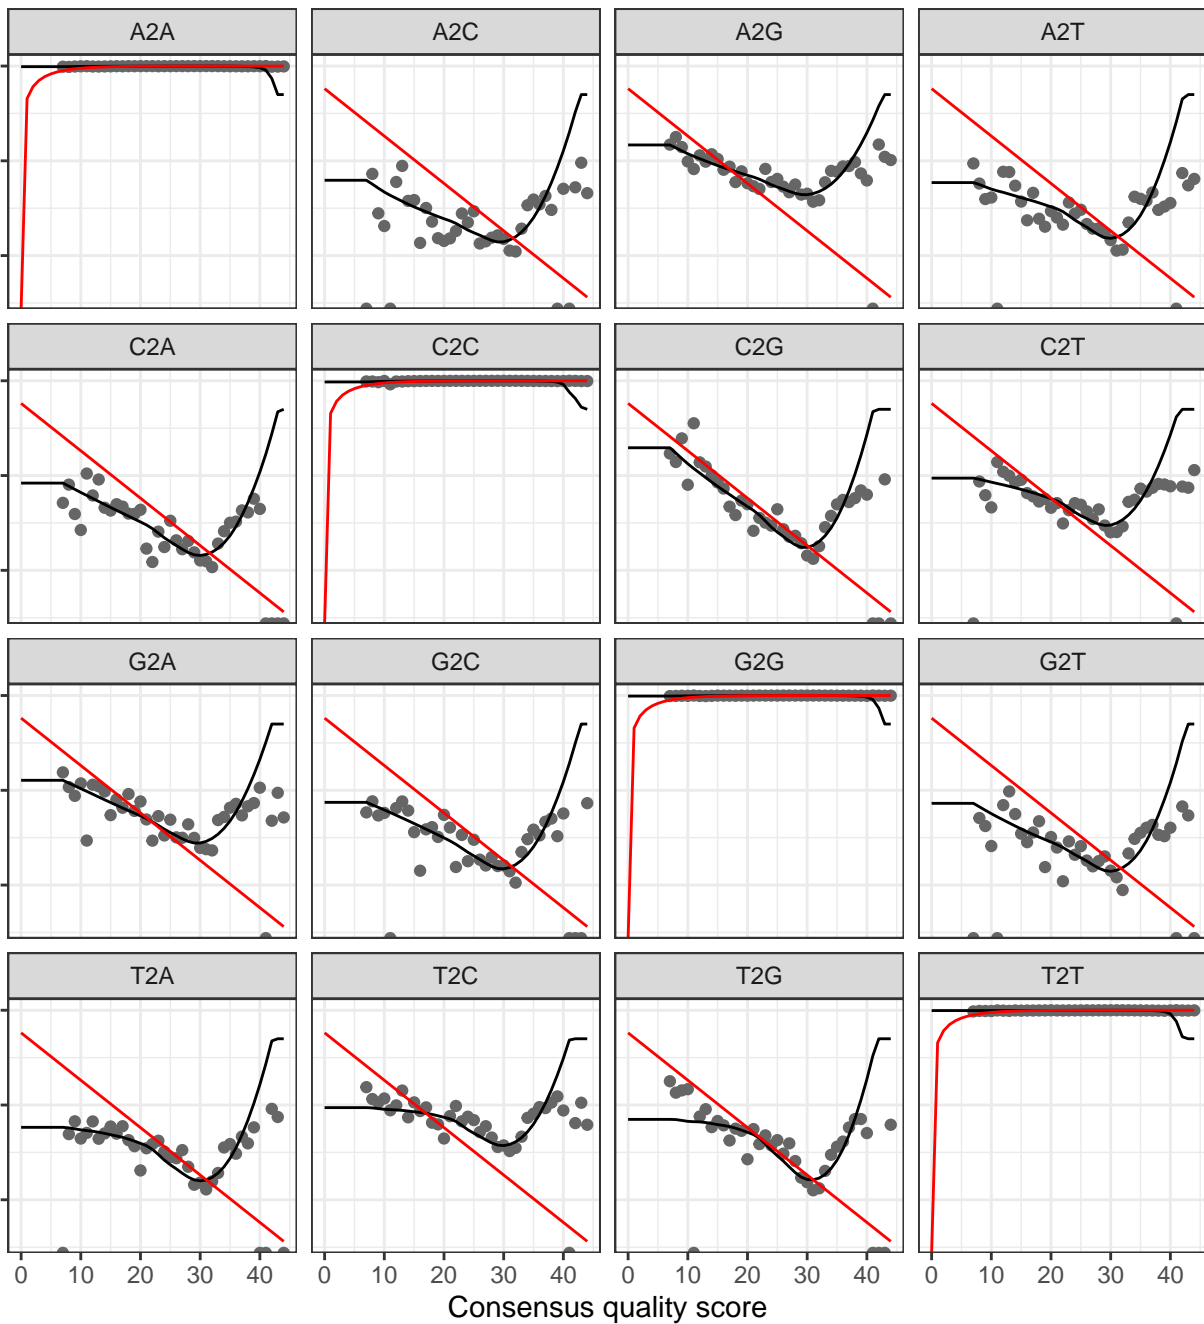 A2A A2C A2G A2T
C2A C2C C2G C2T
G2A G2C G2G G2T
T2A T2C T2G T2T
0 10 20 30 40 0 10 20 30 40 0 10 20 30 40 0 10 20 30 40
Consensus quality score